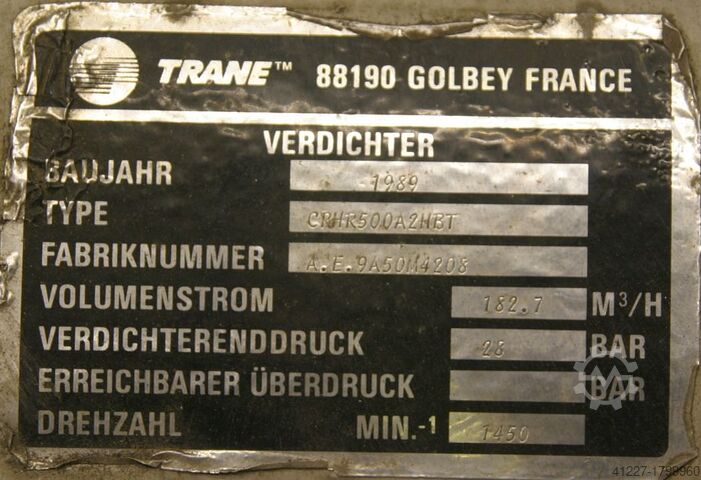 TRANE™ 88190 GOLBEY FRANCE
VERDICHTER
BAUJAHR 1989
TYPE CRHR500A2HBT
FABRIKNUMMER A.E.9A50M4208
VOLUMENSTROM 182.7 M³/H
VERDICHTERENDDRUCK 28 BAR
ERREICHBARER ÜBERDRUCK BAR
DREHZAHL MIN.-1 1450
41227-1798960